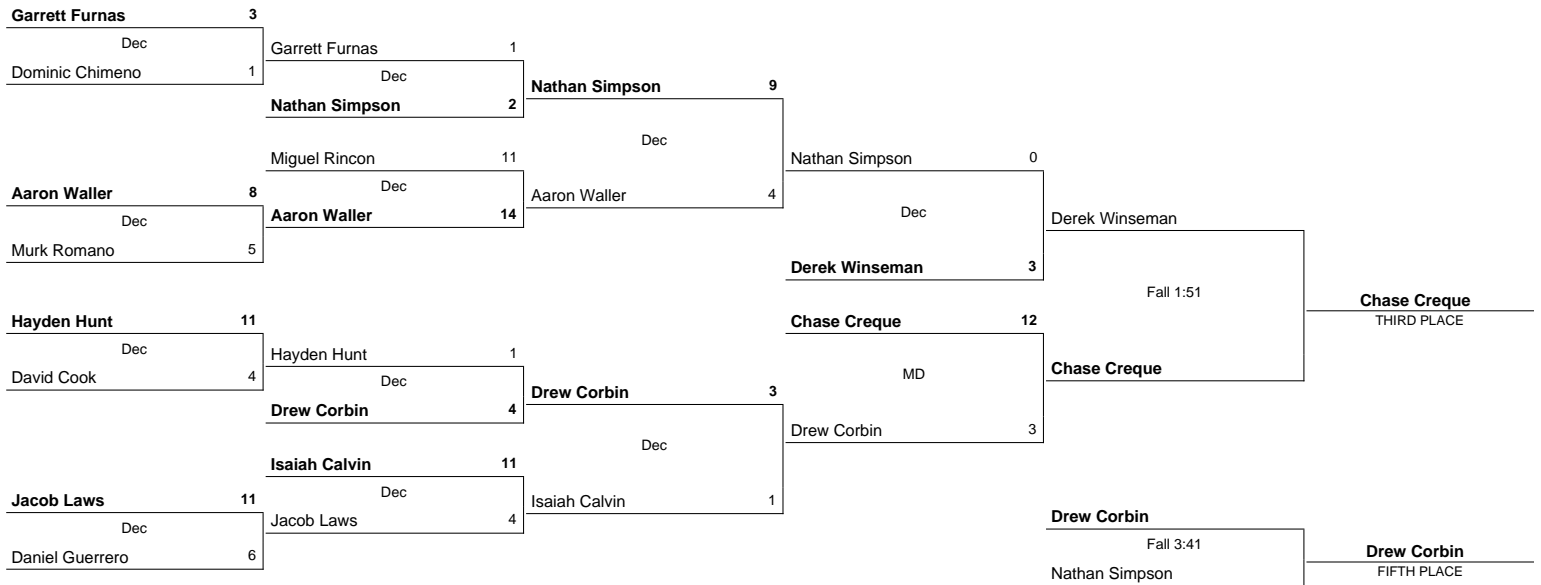 Garrett Furnas 3
Dec
Dominic Chimeno 1
Garrett Furnas 1
Dec
Nathan Simpson 2
Nathan Simpson 9
Dec
Aaron Waller 4
Miguel Rincon 11
Dec
Aaron Waller 14
Aaron Waller 8
Dec
Murk Romano 5
Nathan Simpson 0
Dec
Derek Winseman 3
Derek Winseman
Fall 1:51
Chase Creque
Chase Creque
THIRD PLACE
Hayden Hunt 11
Dec
David Cook 4
Hayden Hunt 1
Dec
Drew Corbin 4
Drew Corbin 3
Dec
Isaiah Calvin 1
Chase Creque 12
MD
Drew Corbin 3
Isaiah Calvin 11
Dec
Jacob Laws 4
Jacob Laws 11
Dec
Daniel Guerrero 6
Drew Corbin
Fall 3:41
Nathan Simpson
Drew Corbin
FIFTH PLACE